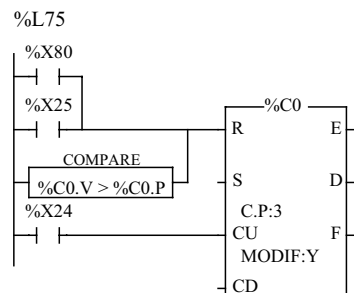 %L75
%X80
%X25
%C0
R E
COMPARE
%C0.V > %C0.P
S D
C.P:3
%X24
CU F
MODIF:Y
CD